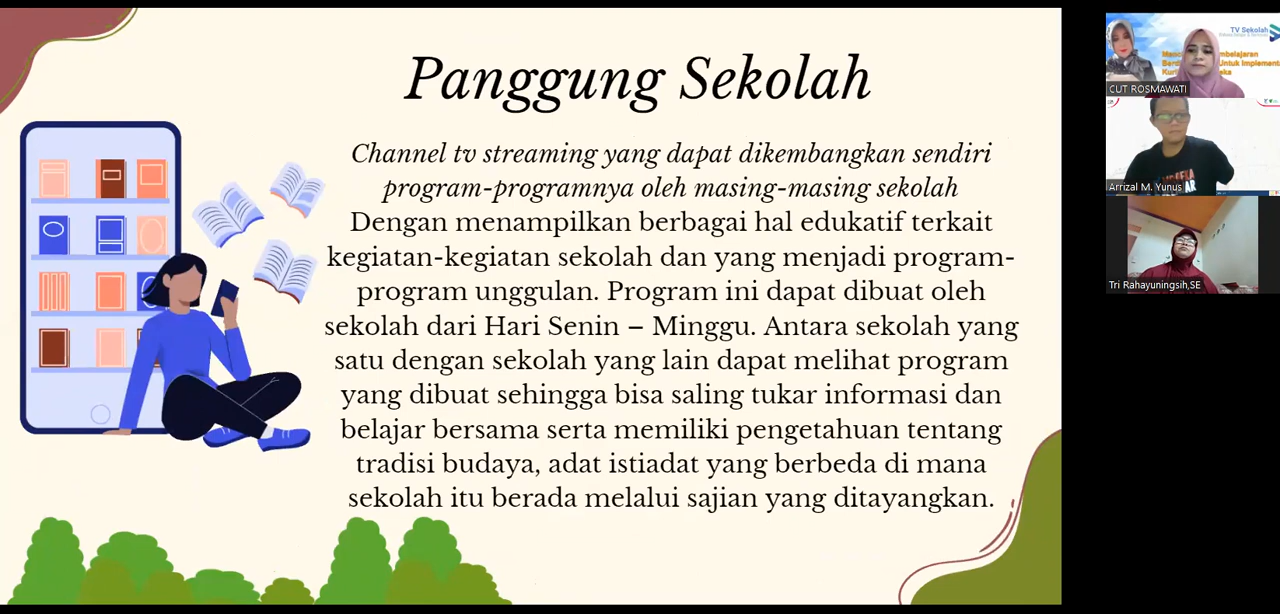 Panggung Sekolah
Channel tv streaming yang dapat dikembangkan sendiri
program-programnya oleh masing-masing sekolah
Dengan menampilkan berbagai hal edukatif terkait
kegiatan-kegiatan sekolah dan yang menjadi program-
program unggulan. Program ini dapat dibuat oleh
sekolah dari Hari Senin – Minggu. Antara sekolah yang
satu dengan sekolah yang lain dapat melihat program
yang dibuat sehingga bisa saling tukar informasi dan
belajar bersama serta memiliki pengetahuan tentang
tradisi budaya, adat istiadat yang berbeda di mana
sekolah itu berada melalui sajian yang ditayangkan.
TV Sekolah
CUT ROSMAWATI
Arrizal M. Yunus
Tri Rahayuningsih,SE